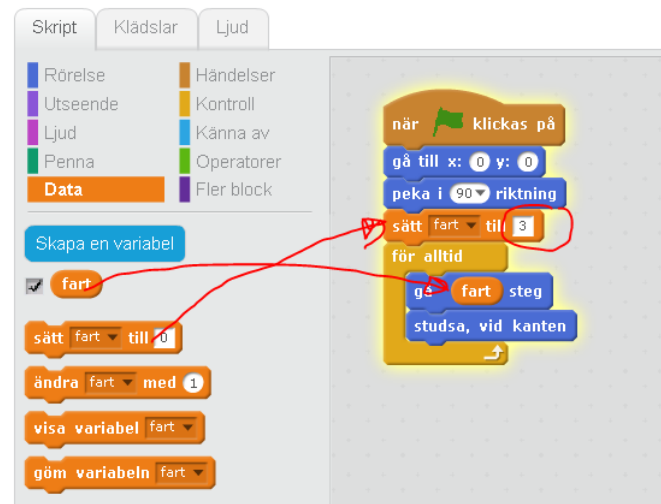 Skript Klädslar Ljud
Rörelse Händelser
Utseende Kontroll
Ljud Känna av
Penna Operatorer
Data Fler block
Skapa en variabel
fart
sätt fart till 0
ändra fart med 1
visa variabel fart
göm variabeln fart
när klickas på
gå till x: 0 y: 0
peka i 90 riktning
sätt fart till 3
för alltid
gå fart steg
studsa, vid kanten